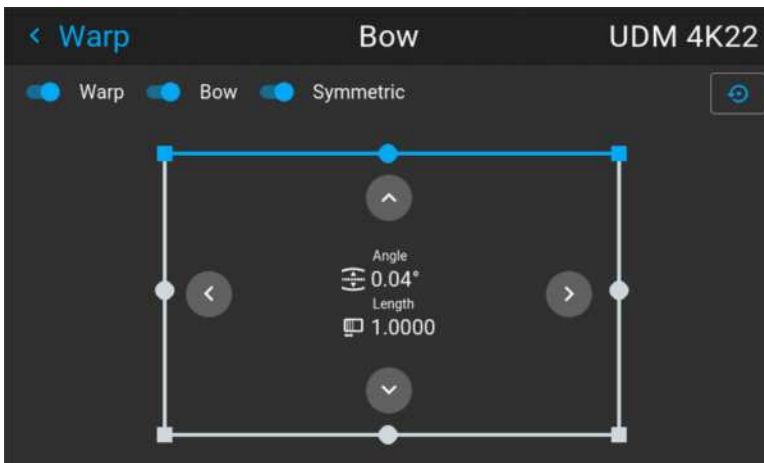 Warp Bow UDM 4K22
Warp Bow Symmetric
Angle
0.04°
Length
1.0000